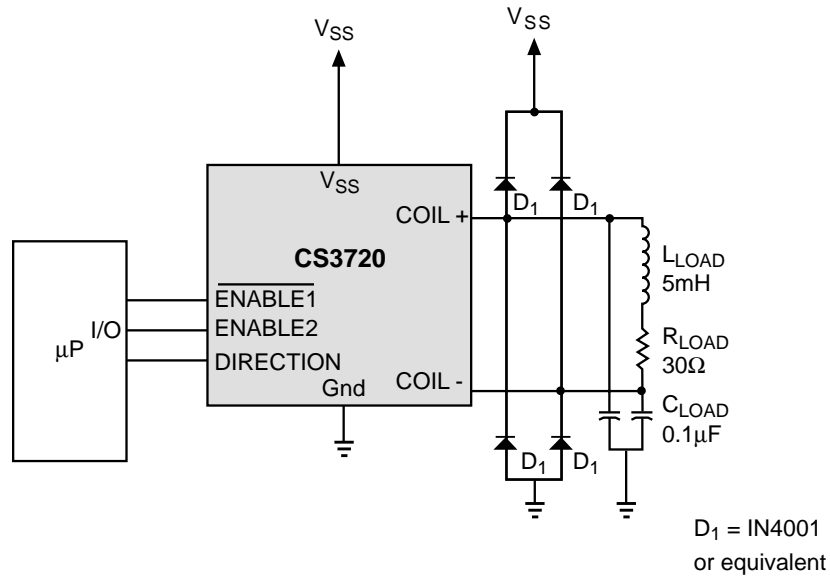 VSS
VSS
VSS
D1
D1
COIL +
CS3720
LLOAD
5mH
ENABLE1
I/O
ENABLE2
µP
DIRECTION
RLOAD
30Ω
Gnd
COIL -
CLOAD
0.1µF
D1
D1
D1 = IN4001
or equivalent